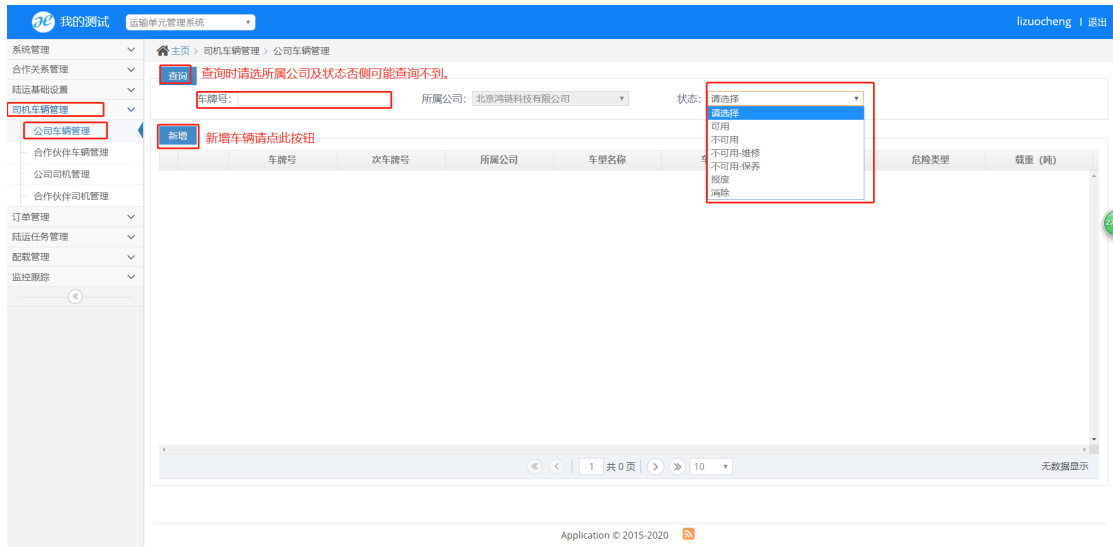 我的测试 运输单元管理系统 lizuocheng | 退出
系统管理
合作关系管理
陆运基础设置
司机车辆管理
公司车辆管理
合作伙伴车辆管理
公司司机管理
合作伙伴司机管理
订单管理
陆运任务管理
配载管理
监控跟踪
主页 > 司机车辆管理 > 公司车辆管理
查询 查询时请选所属公司及状态否侧可能查询不到。
车牌号: 所属公司: 北京鸿链科技有限公司 状态: 请选择
请选择
可用
不可用
不可用-维修
不可用-保养
报废
消除
新增 新增车辆请点此按钮
车牌号 次车牌号 所属公司 车型名称 危险类型 载重 (吨)
1 共 0 页 10 无数据显示
Application © 2015-2020